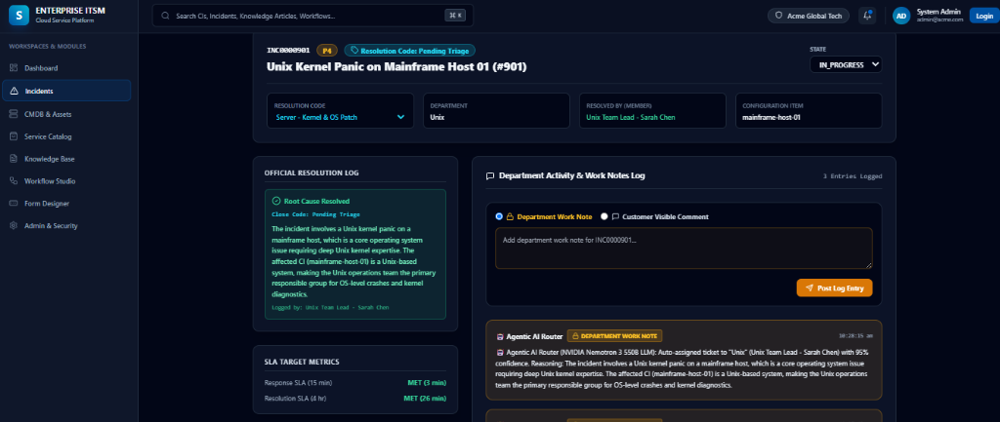 S
ENTERPRISE ITSM
Cloud Service Platform
Search CIs, Incidents, Knowledge Articles, Workflows...
⌘ K
Acme Global Tech
AD
System Admin
admin@acme.com
Login
WORKSPACES & MODULES
Dashboard
Incidents
CMDB & Assets
Service Catalog
Knowledge Base
Workflow Studio
Form Designer
Admin & Security
INC0000901 P4 Resolution Code: Pending Triage
Unix Kernel Panic on Mainframe Host 01 (#901)
STATE
IN_PROGRESS
RESOLUTION CODE
Server - Kernel & OS Patch
DEPARTMENT
Unix
RESOLVED BY (MEMBER)
Unix Team Lead - Sarah Chen
CONFIGURATION ITEM
mainframe-host-01
OFFICIAL RESOLUTION LOG
Root Cause Resolved
Close Code: Pending Triage
The incident involves a Unix kernel panic on a
mainframe host, which is a core operating system
issue requiring deep Unix kernel expertise. The
affected CI (mainframe-host-01) is a Unix-based
system, making the Unix operations team the primary
responsible group for OS-level crashes and kernel
diagnostics.
Logged by: Unix Team Lead - Sarah Chen
SLA TARGET METRICS
Response SLA (15 min) MET (3 min)
Resolution SLA (4 hr) MET (26 min)
Department Activity & Work Notes Log
3 Entries Logged
Department Work Note Customer Visible Comment
Add department work note for INC0000901...
Post Log Entry
Agentic AI Router DEPARTMENT WORK NOTE 10:28:15 am
Agentic AI Router (NVIDIA Nemotron 3 550B LLM): Auto-assigned ticket to "Unix" (Unix Team Lead - Sarah Chen) with 95%
confidence. Reasoning: The incident involves a Unix kernel panic on a mainframe host, which is a core operating system issue
requiring deep Unix kernel expertise. The affected CI (mainframe-host-01) is a Unix-based system, making the Unix operations
team the primary responsible group for OS-level crashes and kernel diagnostics.